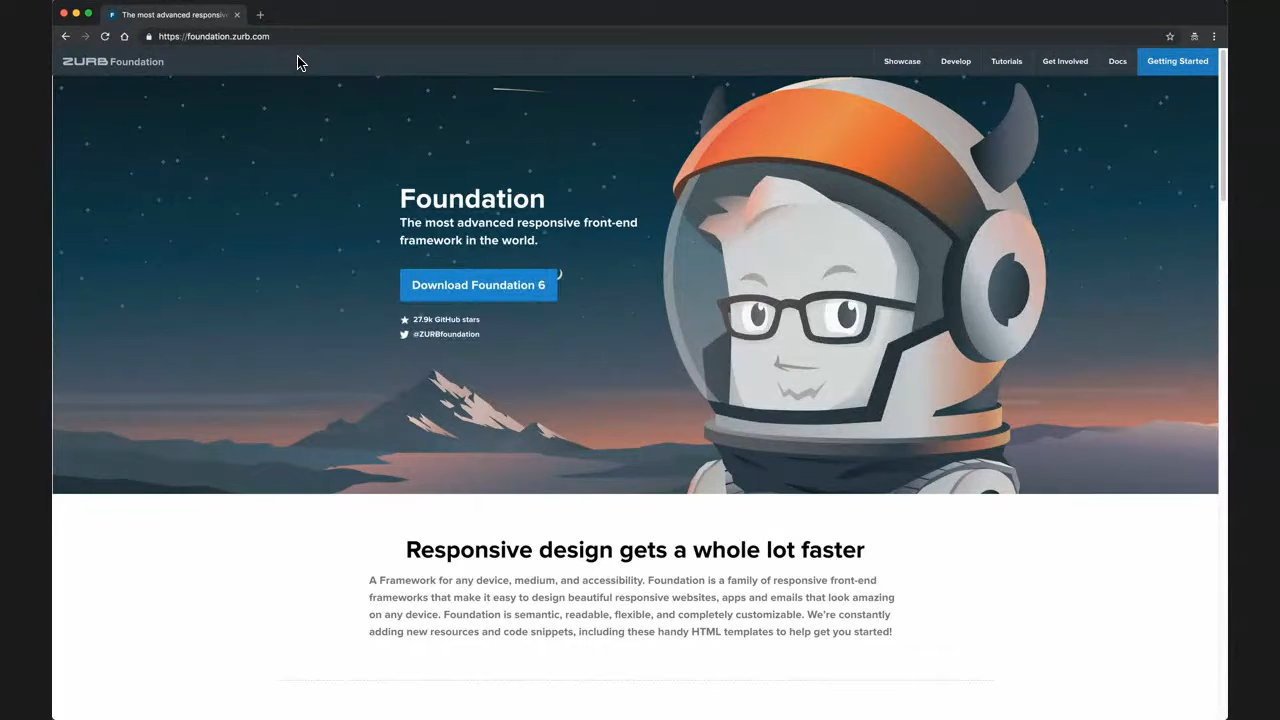 The most advanced responsiv
https://foundation.zurb.com
ZURB Foundation
Showcase
Develop
Tutorials
Get Involved
Docs
Getting Started
Foundation
The most advanced responsive front-end
framework in the world.
Download Foundation 6
27.9k GitHub stars
@ZURBfoundation
Responsive design gets a whole lot faster
A Framework for any device, medium, and accessibility. Foundation is a family of responsive front-end
frameworks that make it easy to design beautiful responsive websites, apps and emails that look amazing
on any device. Foundation is semantic, readable, flexible, and completely customizable. We're constantly
adding new resources and code snippets, including these handy HTML templates to help get you started!